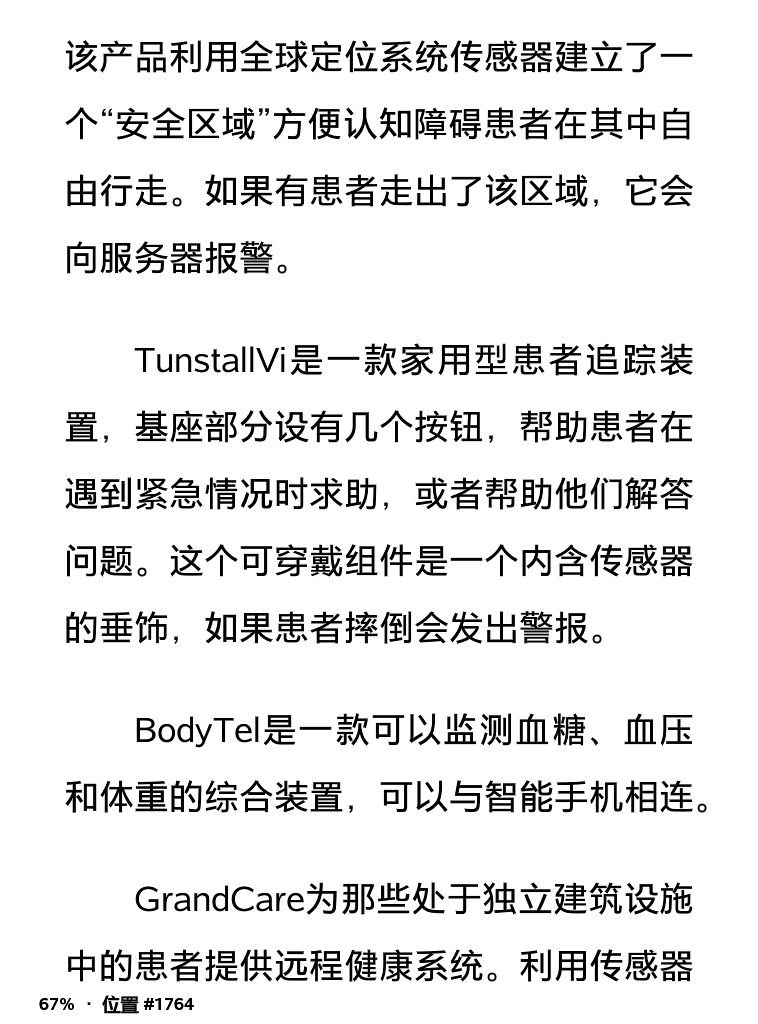 该产品利用全球定位系统传感器建立了一
个“安全区域”方便认知障碍患者在其中自
由行走。如果有患者走出了该区域，它会
向服务器报警。
TunstallVi是一款家用型患者追踪装
置，基座部分设有几个按钮，帮助患者在
遇到紧急情况时求助，或者帮助他们解答
问题。这个可穿戴组件是一个内含传感器
的垂饰，如果患者摔倒会发出警报。
BodyTel是一款可以监测血糖、血压
和体重的综合装置，可以与智能手机相连。
GrandCare为那些处于独立建筑设施
中的患者提供远程健康系统。利用传感器
67% · 位置 #1764